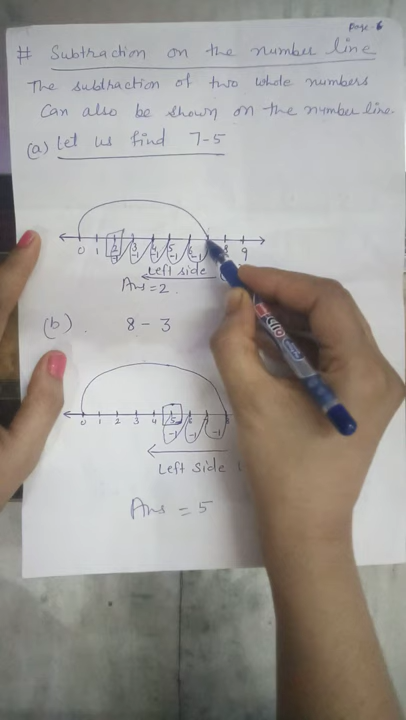 Page-6
# Subtraction on the number line
The subtraction of two whole numbers
Can also be shown on the number line.
(a) Let us find 7-5
0 1 2 3 4 5 6 8 9
-1 -1 -1 -1 -1
Left side
Ans = 2.
(b). 8 - 3
0 1 2 3 4 5 6 7 8
-1 -1 -1
Left side
Ans = 5